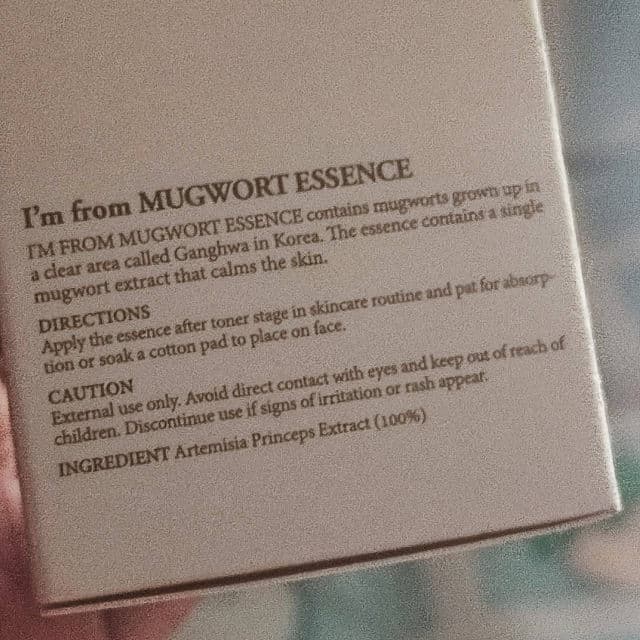 I'm from MUGWORT ESSENCE
I'M FROM MUGWORT ESSENCE contains mugworts grown up in
a clear area called Ganghwa in Korea. The essence contains a single
mugwort extract that calms the skin.
DIRECTIONS
Apply the essence after toner stage in skincare routine and pat for absorp-
tion or soak a cotton pad to place on face.
CAUTION
External use only. Avoid direct contact with eyes and keep out of reach of
children. Discontinue use if signs of irritation or rash appear.
INGREDIENT Artemisia Princeps Extract (100%)